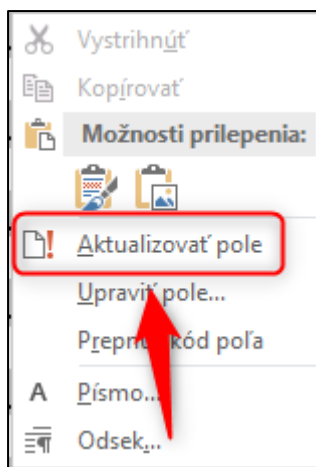 Vystrihnúť
Kopírovať
Možnosti prilepenia:
Aktualizovať pole
Upraviť pole...
kód poľa
A Písmo...
Odsek...